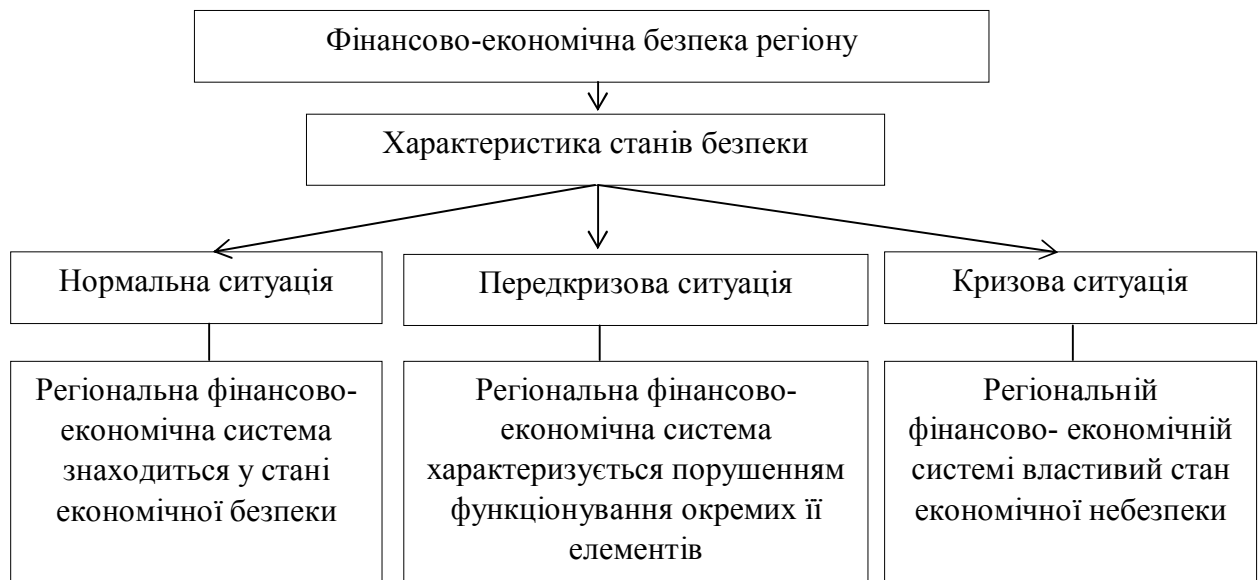 Фінансово-економічна безпека регіону
Характеристика станів безпеки
Нормальна ситуація
Передкризова ситуація
Кризова ситуація
Регіональна фінансово-
економічна система
знаходиться у стані
економічної безпеки
Регіональна фінансово-
економічна система
характеризується порушенням
функціонування окремих її
елементів
Регіональній
фінансово- економічній
системі властивий стан
економічної небезпеки